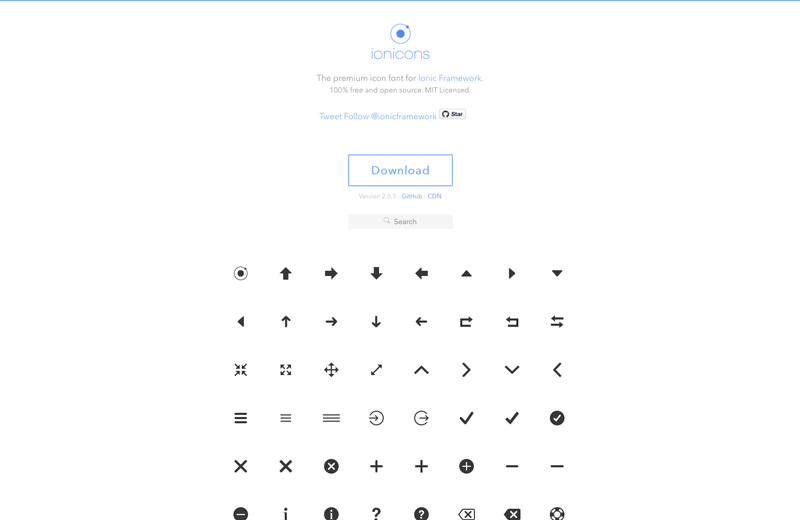 ionicons
The premium icon font for Ionic Framework.
100% free and open source. MIT Licensed.
Tweet Follow @ionicframework Star
Download
Version 2.0.1 · GitHub · CDN
Search